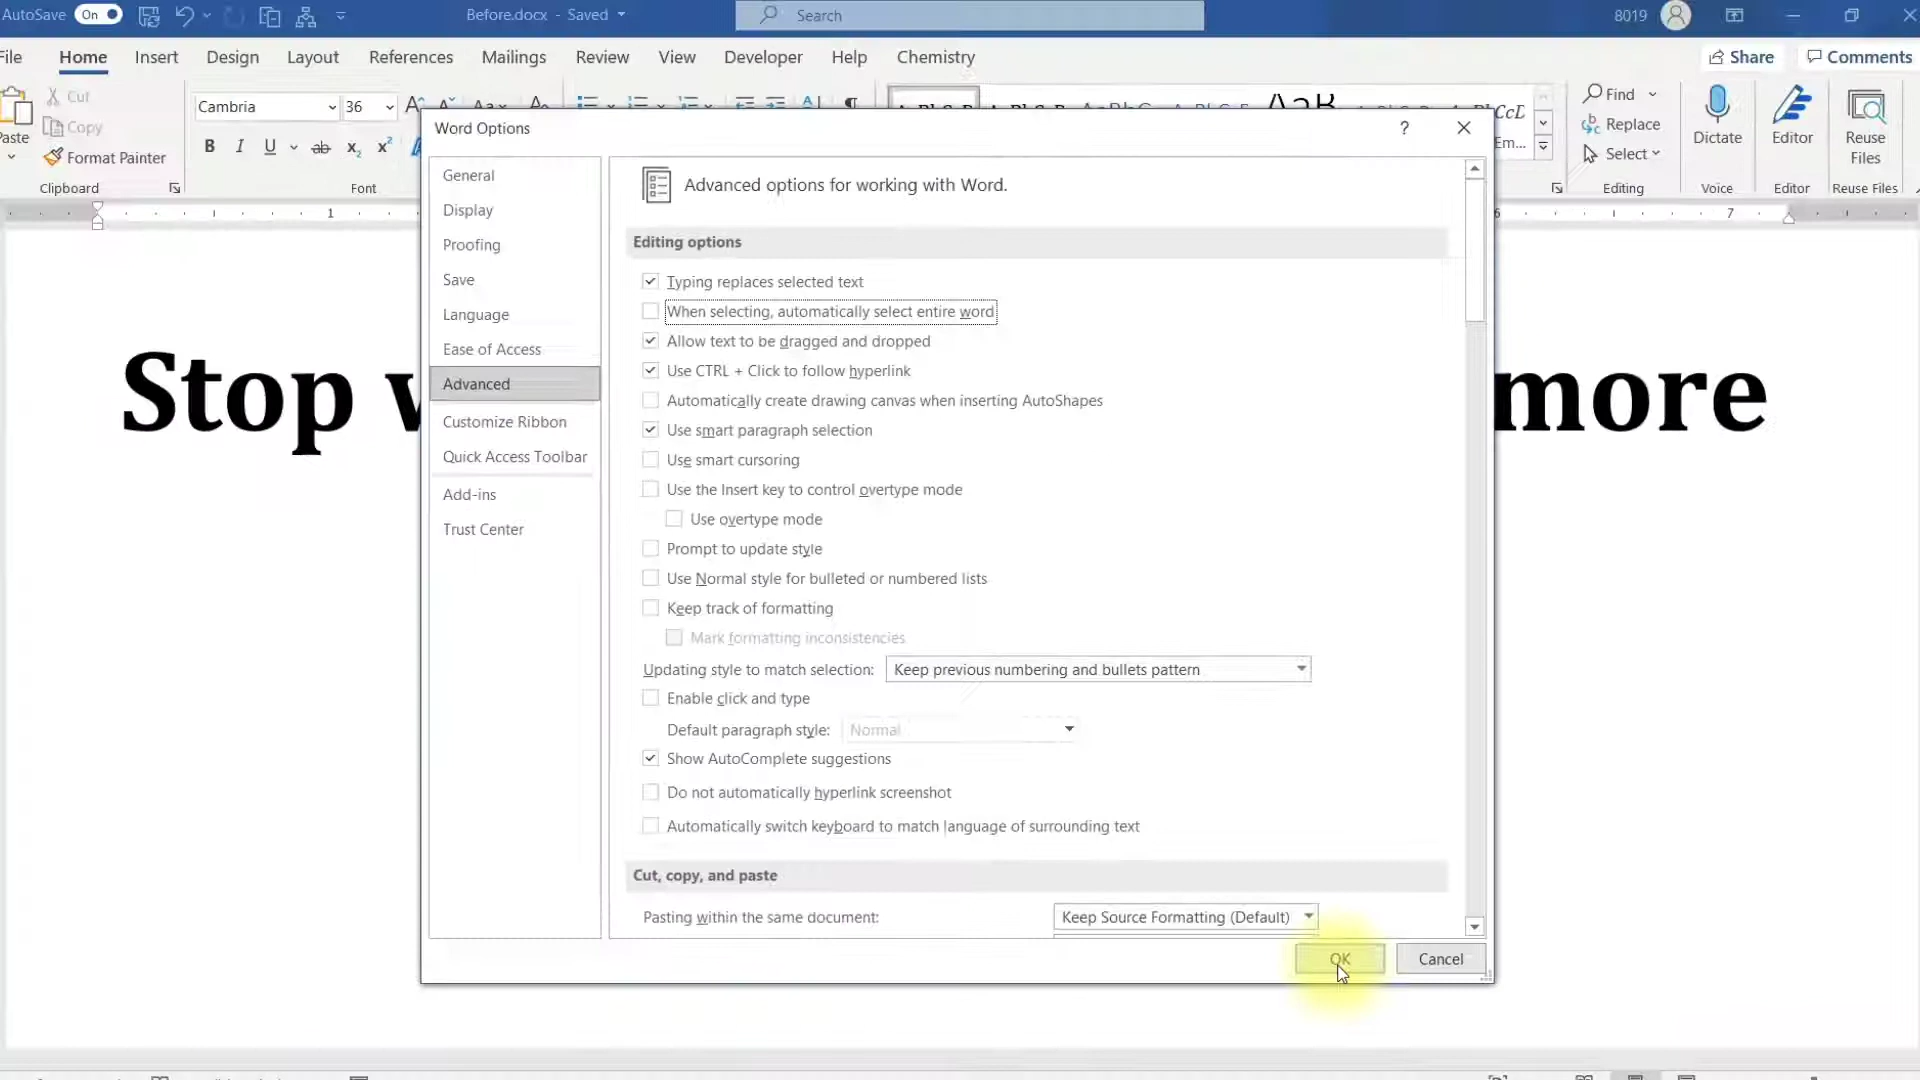 AutoSave On Before.docx - Saved Search 8019
File Home Insert Design Layout References Mailings Review View Developer Help Chemistry Share Comments
Paste Cut Copy Format Painter
Clipboard
Cambria 36
B I U ab x₂ x²
Font
Find
Replace
Select
Editing
Dictate
Voice
Editor
Editor
Reuse Files
Reuse Files
1 6 7
Stop more
Word Options ?
General
Display
Proofing
Save
Language
Ease of Access
Advanced
Customize Ribbon
Quick Access Toolbar
Add-ins
Trust Center
Advanced options for working with Word.
Editing options
Typing replaces selected text
When selecting, automatically select entire word
Allow text to be dragged and dropped
Use CTRL + Click to follow hyperlink
Automatically create drawing canvas when inserting AutoShapes
Use smart paragraph selection
Use smart cursoring
Use the Insert key to control overtype mode
Use overtype mode
Prompt to update style
Use Normal style for bulleted or numbered lists
Keep track of formatting
Mark formatting inconsistencies
Updating style to match selection: Keep previous numbering and bullets pattern
Enable click and type
Default paragraph style: Normal
Show AutoComplete suggestions
Do not automatically hyperlink screenshot
Automatically switch keyboard to match language of surrounding text
Cut, copy, and paste
Pasting within the same document: Keep Source Formatting (Default)
OK Cancel